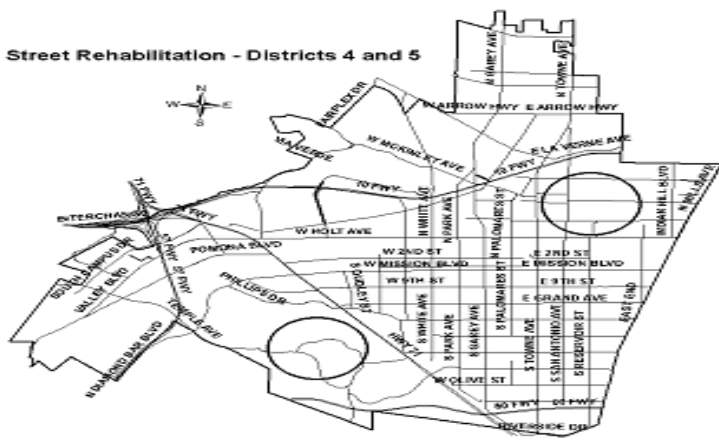 Street Rehabilitation - Districts 4 and 5
N
W E
S
N GAREY AVE
N TOWNE AVE
W ARROW HWY
E ARROW HWY
W MCKINLEY AVE
E LA VERNE AVE
10 FWY
10 FWY
71 FWY
INDIAN HILL BLVD
N WHITE AVE
N PARK AVE
N PALOMARES ST
W HOLT AVE
POMONA BLVD
VALLEY BLVD
PHILLIPS DR
W 2ND ST
E 2ND ST
W MISSION BLVD
E MISSION BLVD
W 9TH ST
E 9TH ST
E GRAND AVE
EAST END
S WHITE AVE
S PARK AVE
S GAREY AVE
S PALOMARES ST
S TOWNE AVE
S SAN ANTONIO AVE
S RESERVOIR ST
TEMPLE AVE
N DIAMOND BAR BLVD
HWY 71
W OLIVE ST
60 FWY
RIVERSIDE DR